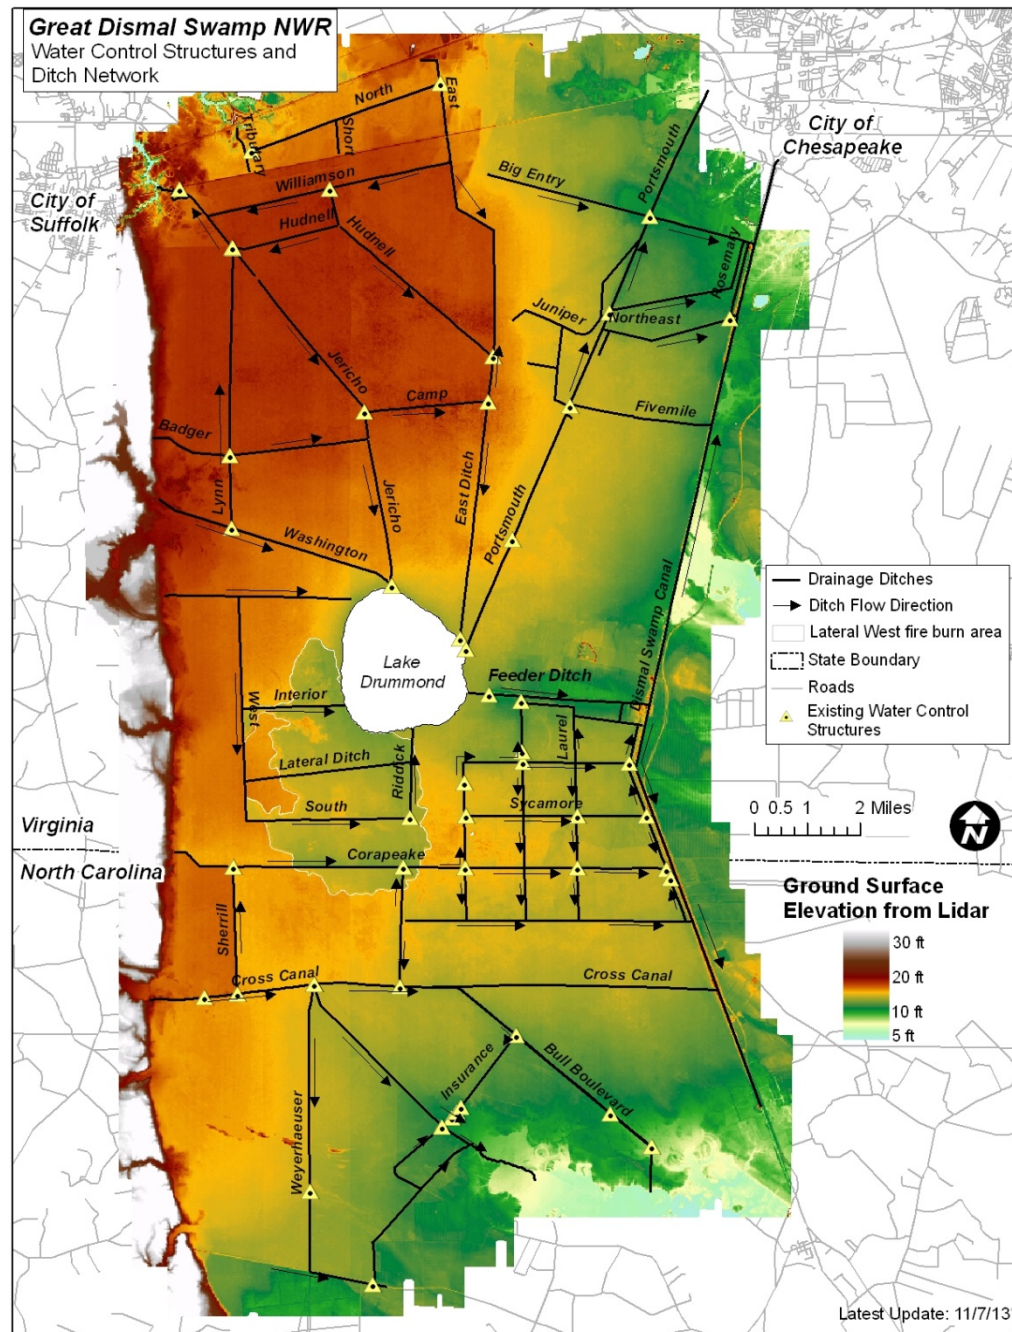 Great Dismal Swamp NWR
Water Control Structures and
Ditch Network
North
East
Tributary
Short
Williamson
Hudnell
Hudnell
City of
Suffolk
City of
Chesapeake
Portsmouth
Big Entry
Rosemary
Juniper
Northeast
Jericho
Camp
Fivemile
Badger
Lynn
Jericho
East Ditch
Portsmouth
Washington
Dismal Swamp Canal
Lake
Drummond
Feeder Ditch
West
Interior
Laurel
Lateral Ditch
Riddick
South
Sycamore
Virginia
North Carolina
Corapeake
Sherrill
Cross Canal
Cross Canal
Insurance
Bull Boulevard
Weyerhaeuser
Drainage Ditches
Ditch Flow Direction
Lateral West fire burn area
State Boundary
Roads
Existing Water Control
Structures
0 0.5 1 2 Miles
N
Ground Surface
Elevation from Lidar
30 ft
20 ft
10 ft
5 ft
Latest Update: 11/7/13